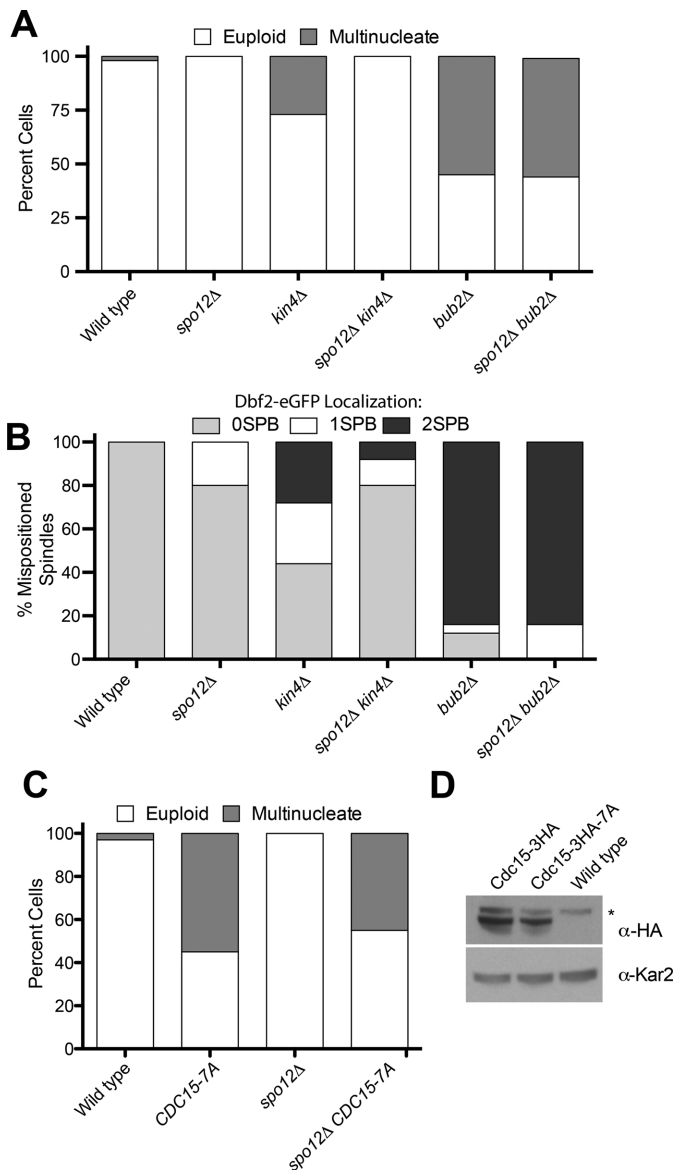 A
Euploid Multinucleate
Percent Cells
100
75
50
25
0
Wild type
spo12Δ
kin4Δ
spo12Δ kin4Δ
bub2Δ
spo12Δ bub2Δ
B
Dbf2-eGFP Localization:
0SPB 1SPB 2SPB
% Mispositioned
Spindles
100
80
60
40
20
0
Wild type
spo12Δ
kin4Δ
spo12Δ kin4Δ
bub2Δ
spo12Δ bub2Δ
C
Euploid Multinucleate
Percent Cells
100
80
60
40
20
0
Wild type
CDC15-7A
spo12Δ
spo12Δ CDC15-7A
D
Cdc15-3HA
Cdc15-3HA-7A
Wild type
*
α-HA
α-Kar2